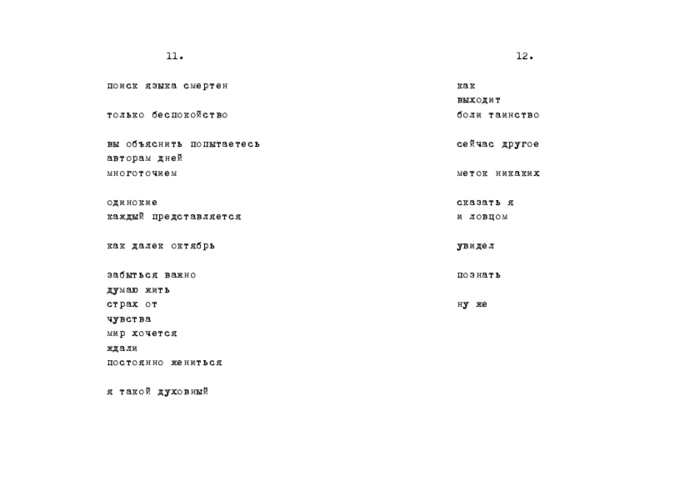 11.
поиск языка смертен
только беспокойство
вы объяснить попытаетесь
авторам дней
многоточием
одинокие
каждый представляется
как далек октябрь
забыться важно
думаю жить
страх от
чувства
мир хочется
ждали
постоянно жениться
я такой духовный
12.
как
выходит
боли таинство
сейчас другое
меток никаких
сказать я
и ловцом
увидел
познать
ну же